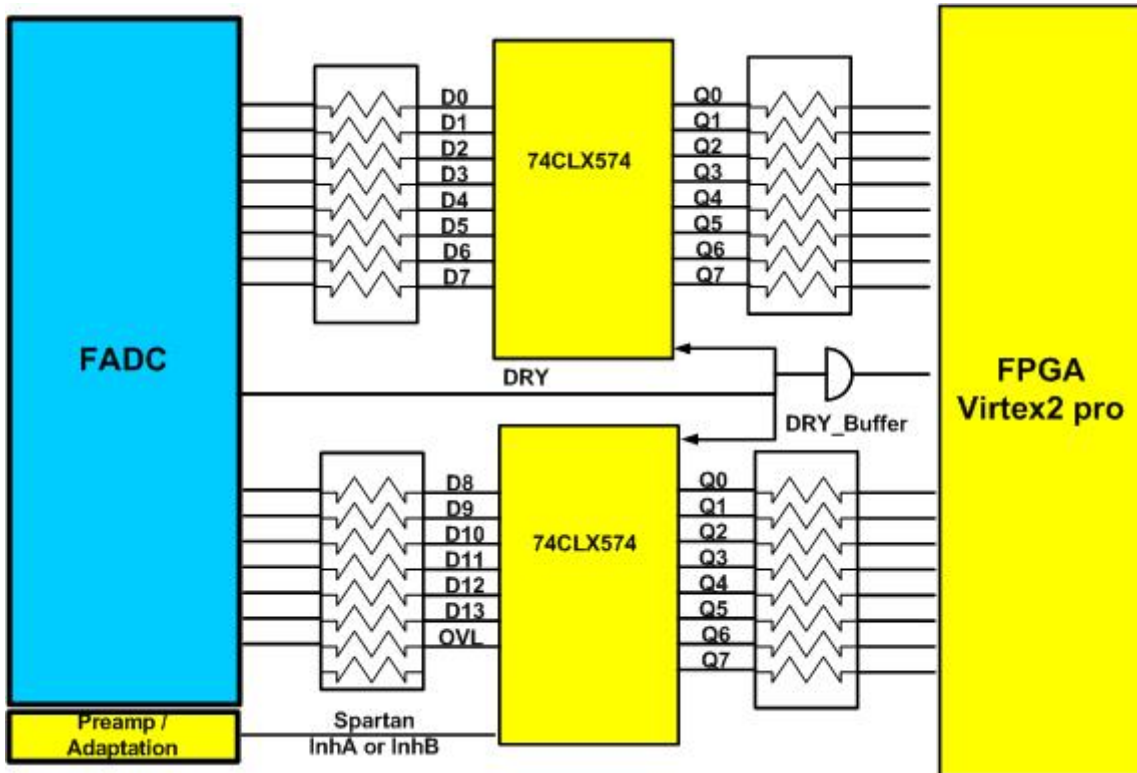 FADC
D0
D1
D2
D3
D4
D5
D6
D7
74CLX574
Q0
Q1
Q2
Q3
Q4
Q5
Q6
Q7
DRY
DRY_Buffer
FPGA
Virtex2 pro
D8
D9
D10
D11
D12
D13
OVL
74CLX574
Q0
Q1
Q2
Q3
Q4
Q5
Q6
Q7
Preamp /
Adaptation
Spartan
InhA or InhB